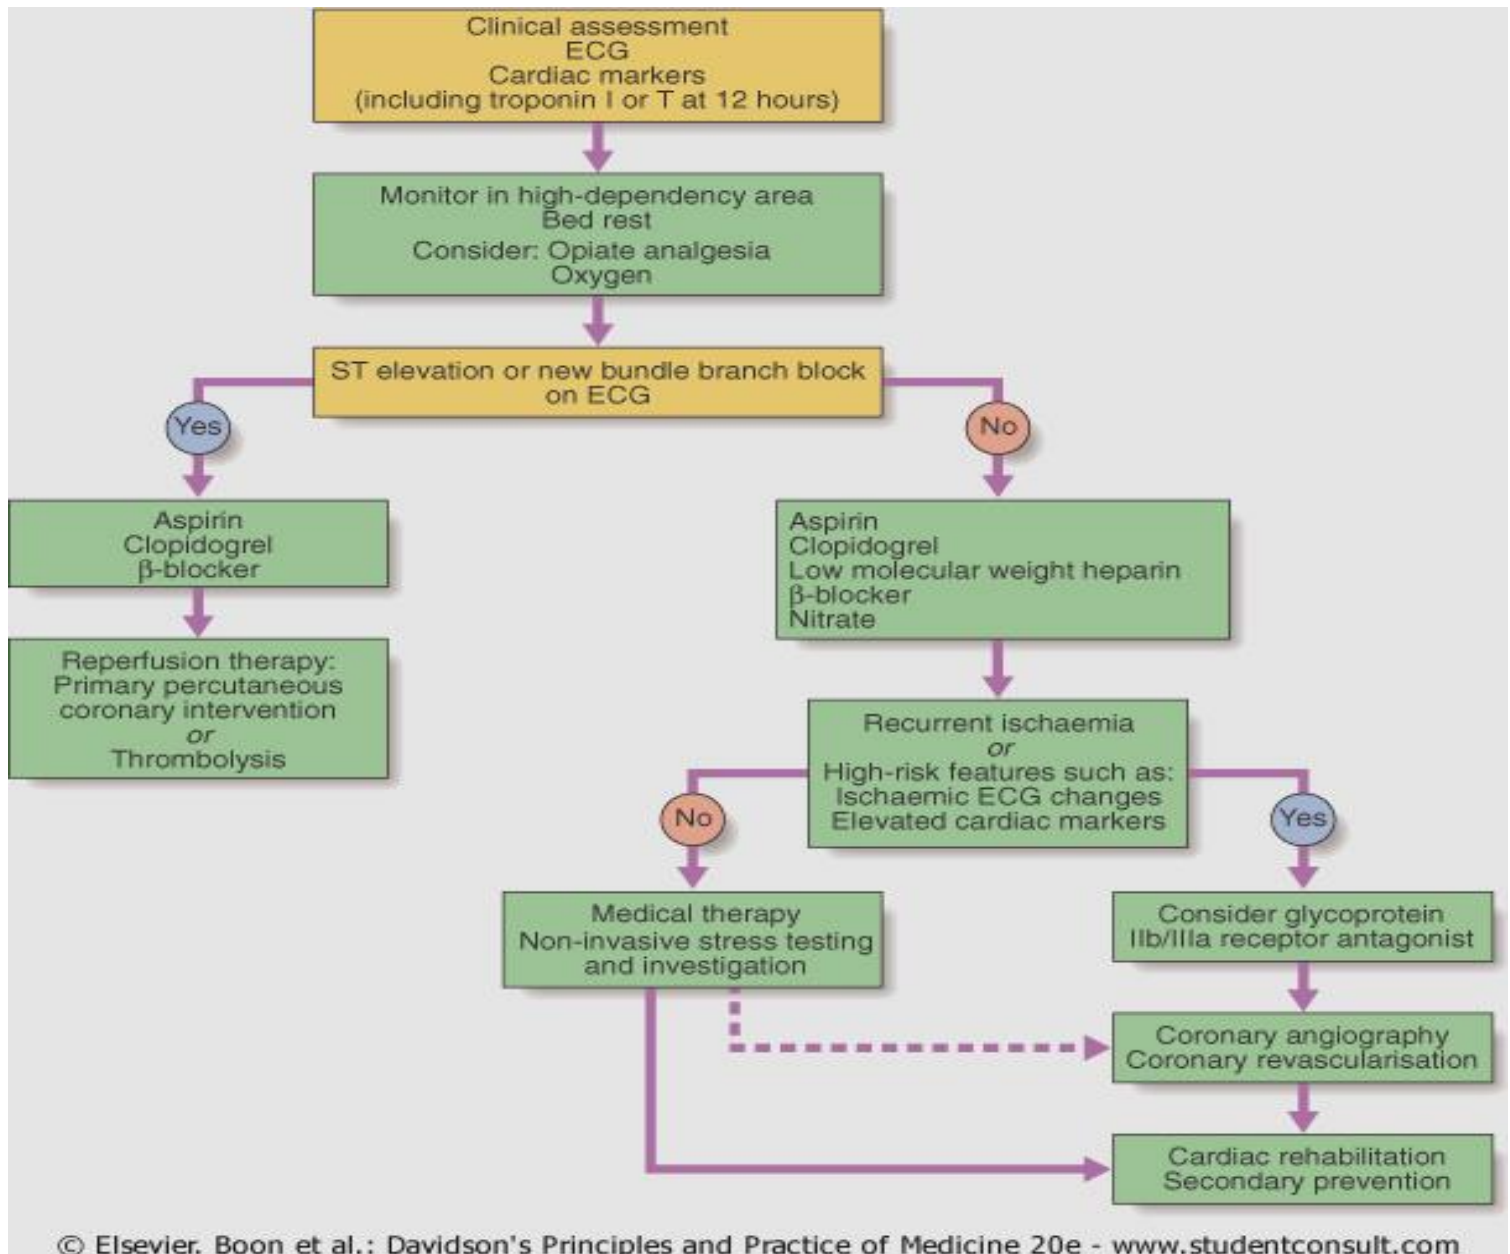 Clinical assessment
ECG
Cardiac markers
(including troponin I or T at 12 hours)
Monitor in high-dependency area
Bed rest
Consider: Opiate analgesia
Oxygen
ST elevation or new bundle branch block
on ECG
Yes
No
Aspirin
Clopidogrel
β-blocker
Reperfusion therapy:
Primary percutaneous
coronary intervention
or
Thrombolysis
Aspirin
Clopidogrel
Low molecular weight heparin
β-blocker
Nitrate
Recurrent ischaemia
or
High-risk features such as:
Ischaemic ECG changes
Elevated cardiac markers
No
Yes
Medical therapy
Non-invasive stress testing
and investigation
Consider glycoprotein
IIb/IIIa receptor antagonist
Coronary angiography
Coronary revascularisation
Cardiac rehabilitation
Secondary prevention
© Elsevier. Boon et al.: Davidson's Principles and Practice of Medicine 20e - www.studentconsult.com